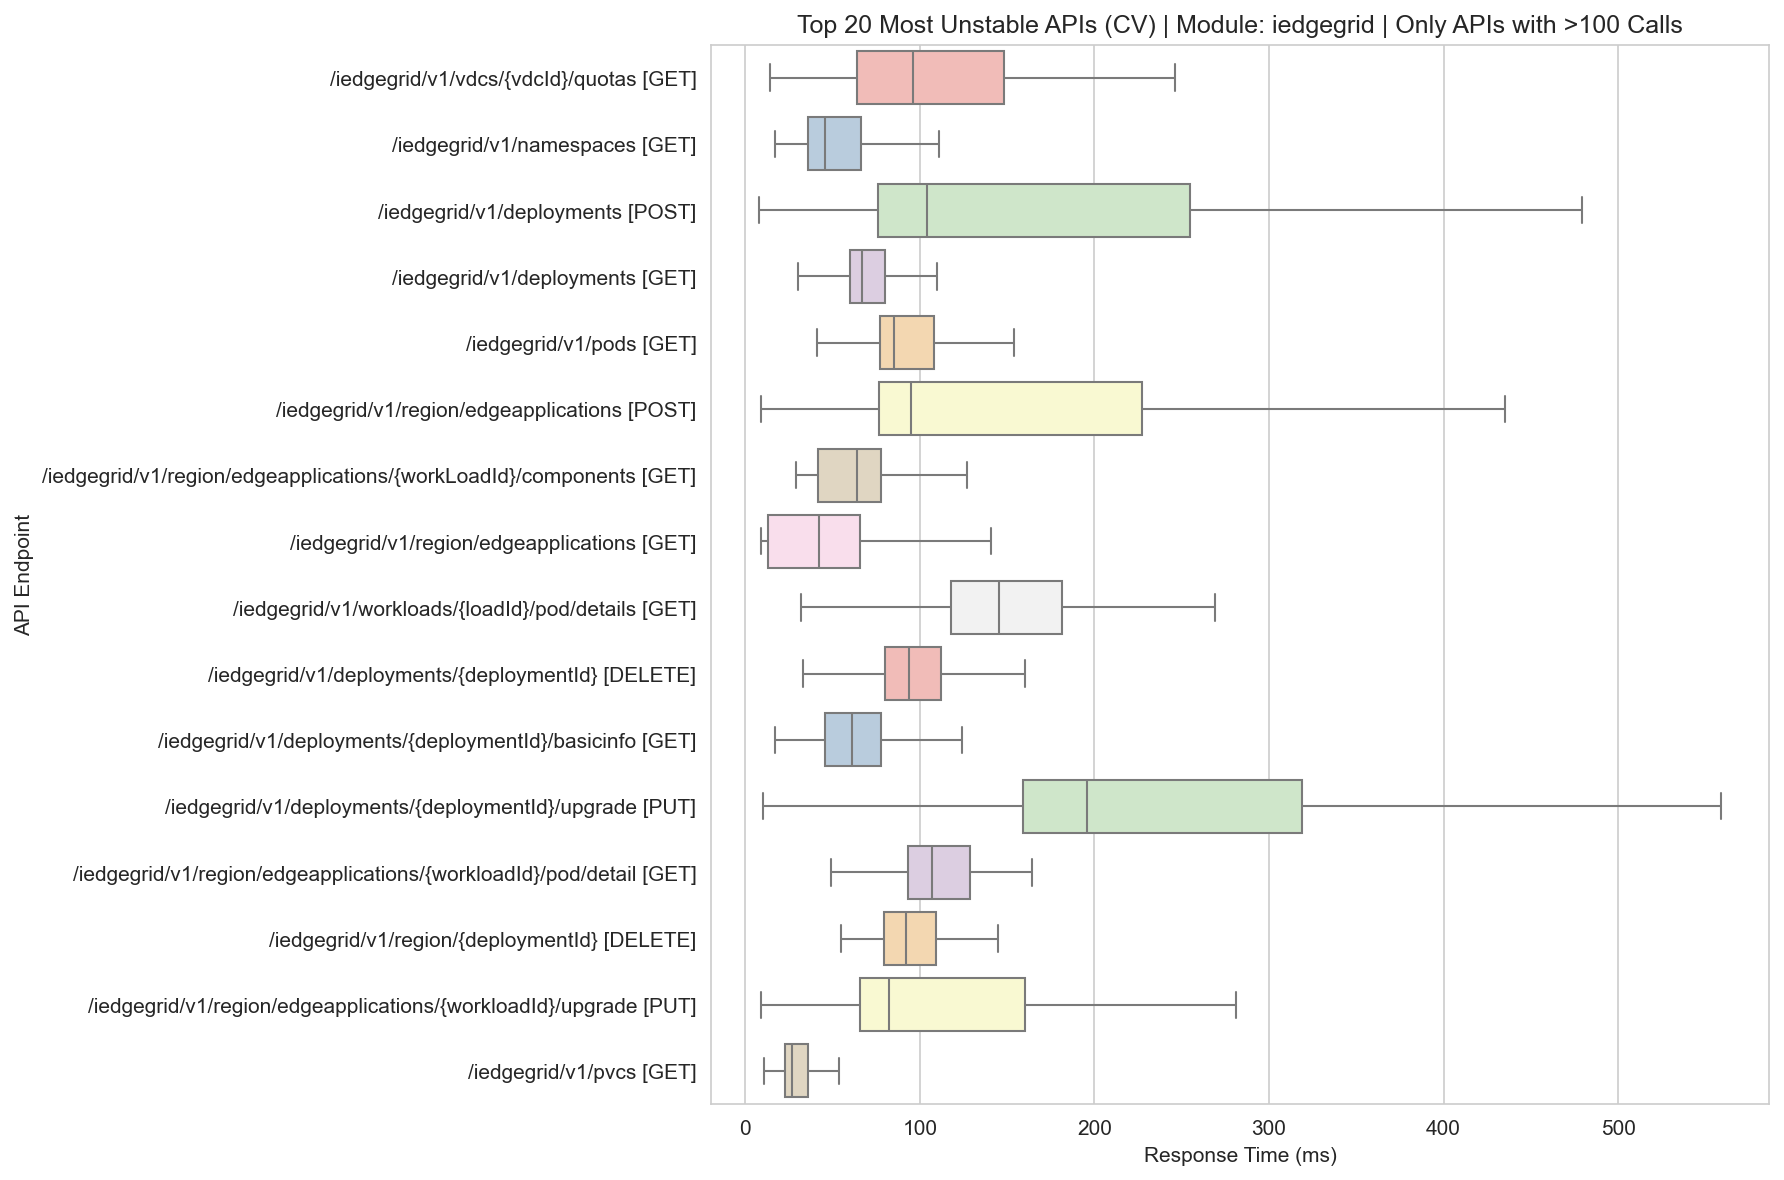 Top 20 Most Unstable APIs (CV) | Module: iedgegrid | Only APIs with >100 Calls
/iedgegrid/v1/vdcs/{vdcId}/quotas [GET]
/iedgegrid/v1/namespaces [GET]
/iedgegrid/v1/deployments [POST]
/iedgegrid/v1/deployments [GET]
/iedgegrid/v1/pods [GET]
/iedgegrid/v1/region/edgeapplications [POST]
/iedgegrid/v1/region/edgeapplications/{workLoadId}/components [GET]
/iedgegrid/v1/region/edgeapplications [GET]
/iedgegrid/v1/workloads/{loadId}/pod/details [GET]
/iedgegrid/v1/deployments/{deploymentId} [DELETE]
/iedgegrid/v1/deployments/{deploymentId}/basicinfo [GET]
/iedgegrid/v1/deployments/{deploymentId}/upgrade [PUT]
/iedgegrid/v1/region/edgeapplications/{workloadId}/pod/detail [GET]
/iedgegrid/v1/region/{deploymentId} [DELETE]
/iedgegrid/v1/region/edgeapplications/{workloadId}/upgrade [PUT]
/iedgegrid/v1/pvcs [GET]
API Endpoint
0 100 200 300 400 500
Response Time (ms)